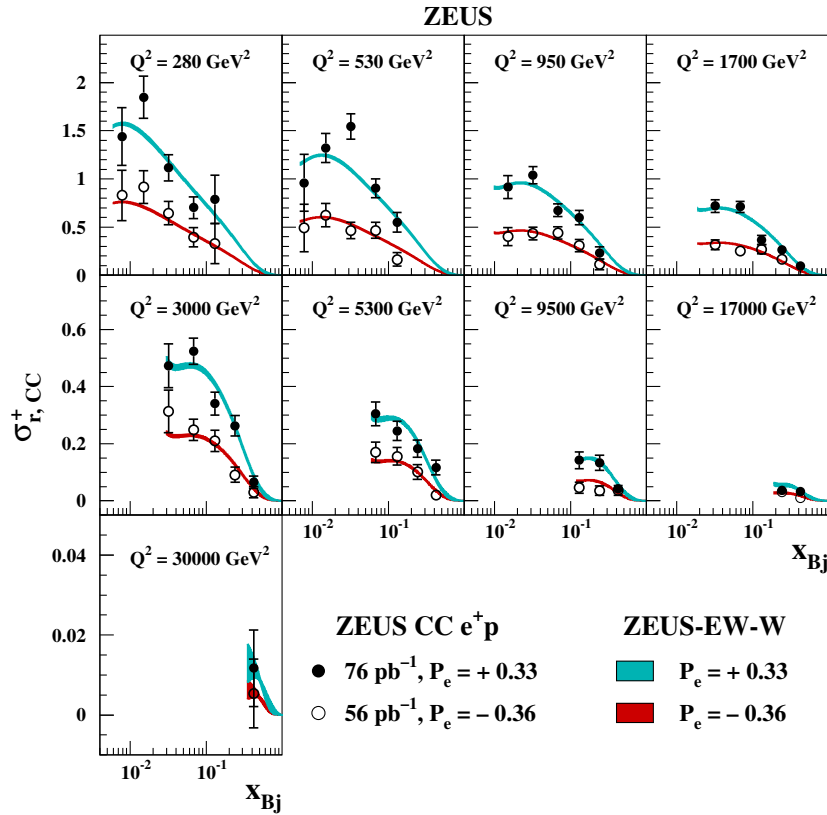 ZEUS
Q² = 280 GeV²
Q² = 530 GeV²
Q² = 950 GeV²
Q² = 1700 GeV²
2
1.5
1
0.5
0
Q² = 3000 GeV²
Q² = 5300 GeV²
Q² = 9500 GeV²
Q² = 17000 GeV²
0.6
0.4
0.2
0
σ⁺r, CC
10⁻² 10⁻¹
10⁻² 10⁻¹
10⁻² 10⁻¹
xBj
Q² = 30000 GeV²
0.04
0.02
0
10⁻² 10⁻¹
xBj
ZEUS CC e⁺p
76 pb⁻¹, Pe = + 0.33
56 pb⁻¹, Pe = − 0.36
ZEUS-EW-W
Pe = + 0.33
Pe = − 0.36